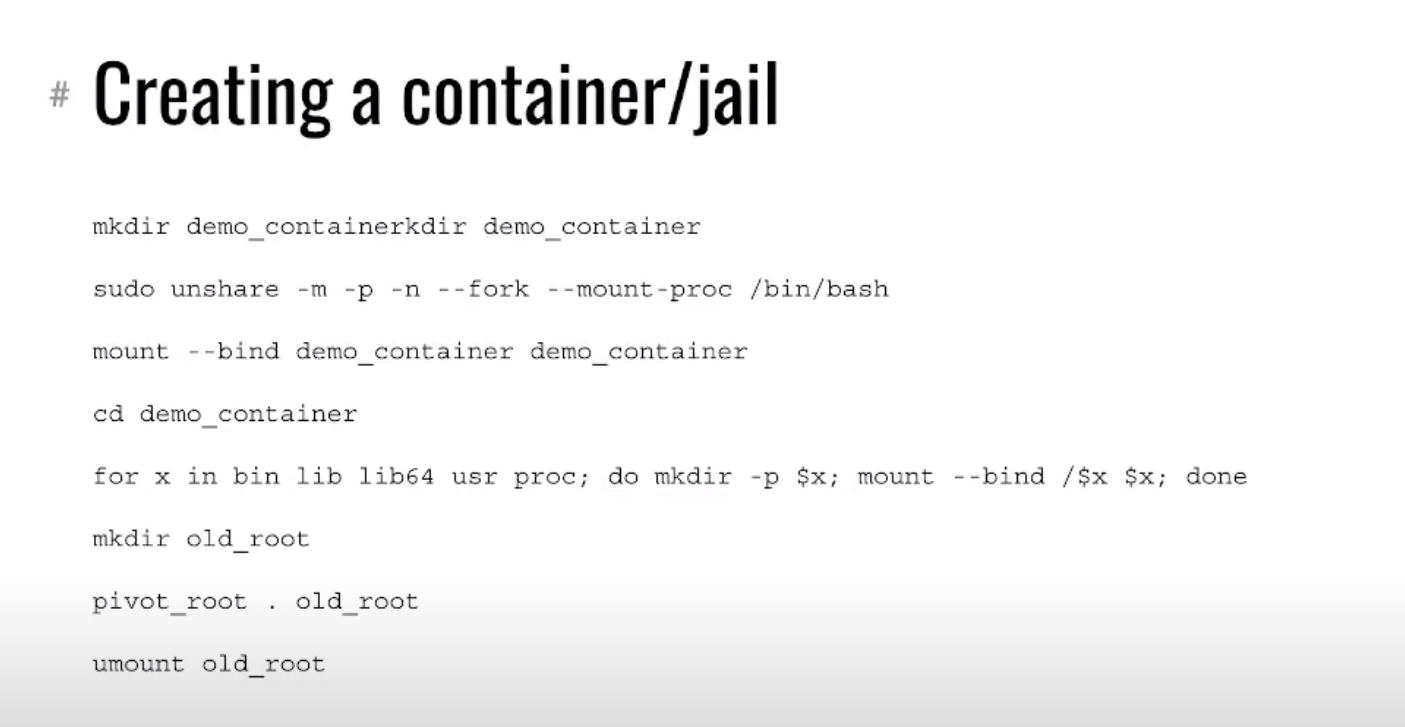 # Creating a container/jail
mkdir demo_containerkdir demo_container
sudo unshare -m -p -n --fork --mount-proc /bin/bash
mount --bind demo_container demo_container
cd demo_container
for x in bin lib lib64 usr proc; do mkdir -p $x; mount --bind /$x $x; done
mkdir old_root
pivot_root . old_root
umount old_root